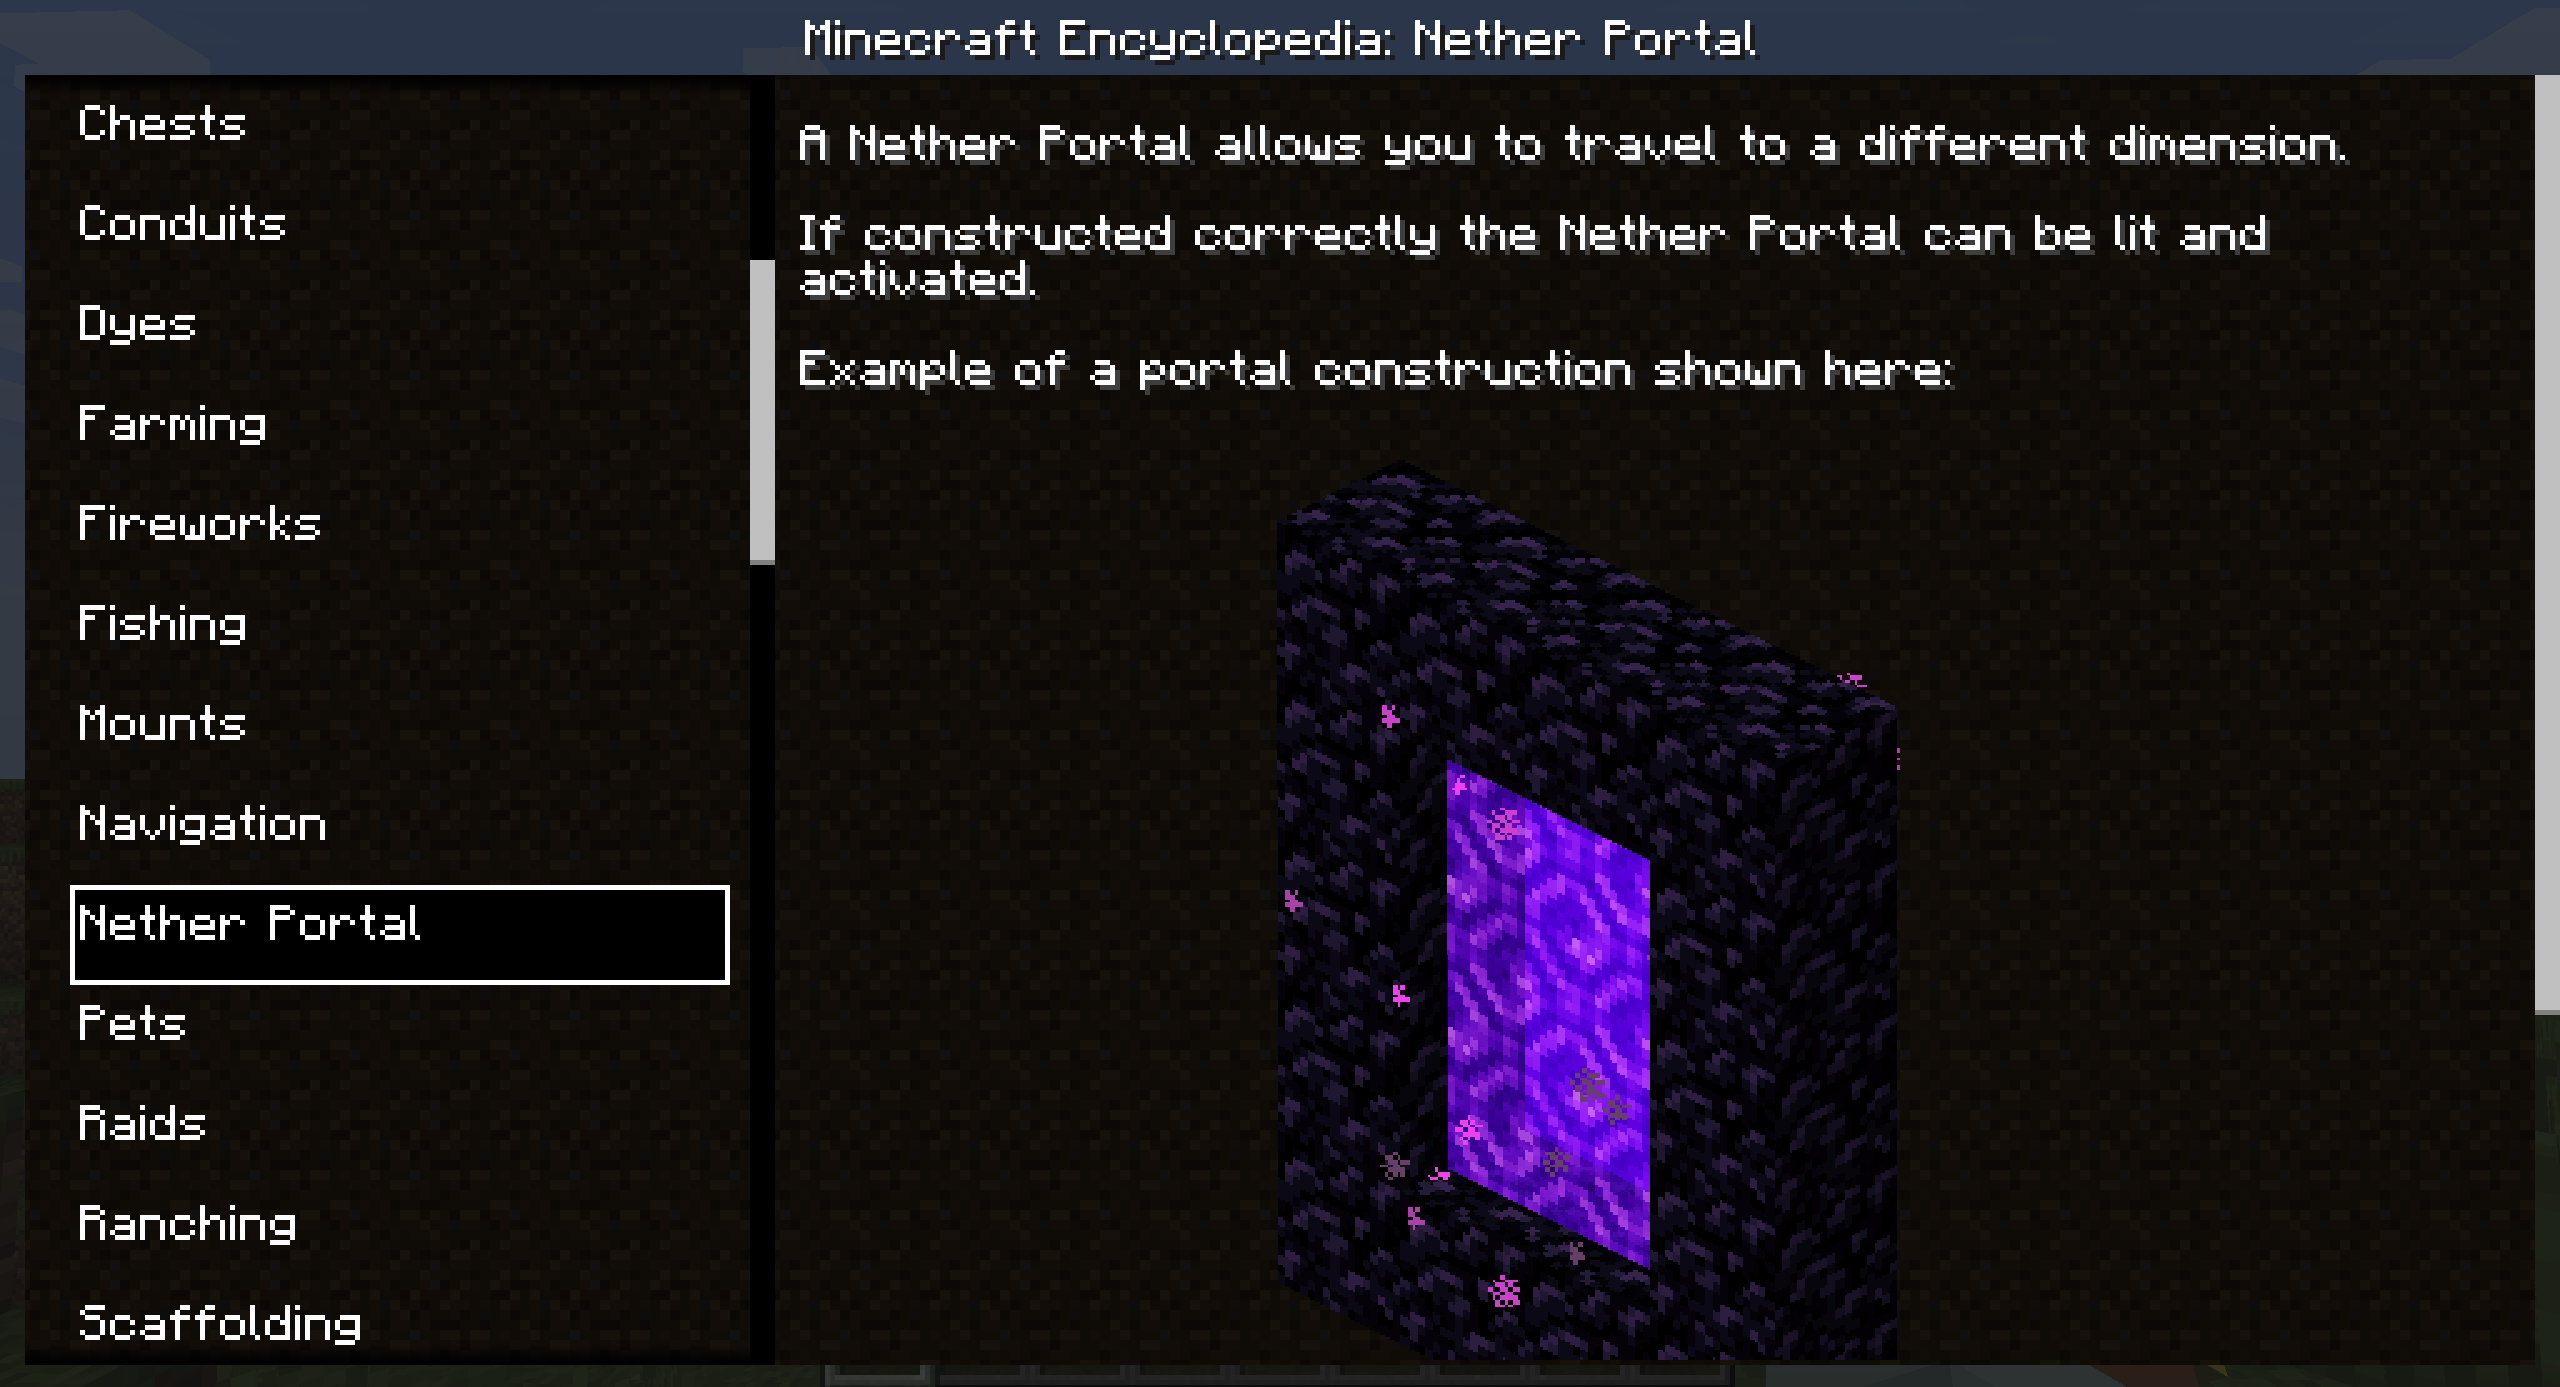 Minecraft Encyclopedia: Nether Portal
Chests
Conduits
Dyes
Farming
Fireworks
Fishing
Mounts
Navigation
Nether Portal
Pets
Raids
Ranching
Scaffolding
A Nether Portal allows you to travel to a different dimension.
If constructed correctly the Nether Portal can be lit and
activated.
Example of a portal construction shown here: